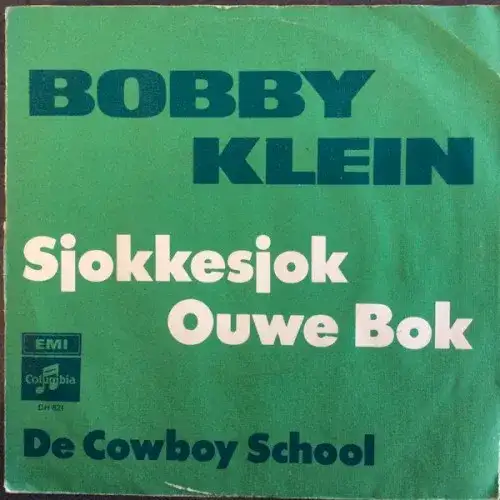 BOBBY
KLEIN
Sjokkesjok
Ouwe Bok
EMI
Columbia
De Cowboy School